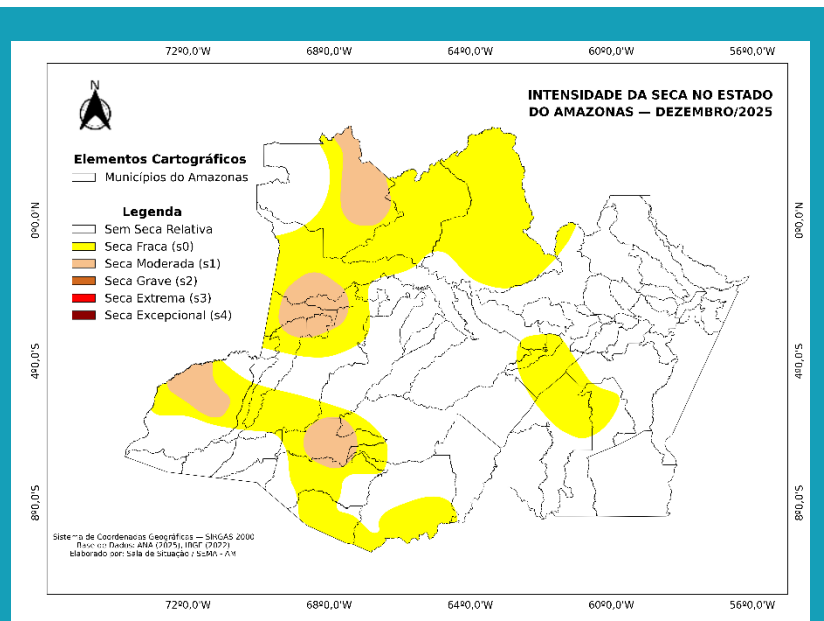 72º0,0'W 68º0,0'W 64º0,0'W 60º0,0'W 56º0,0'W
N
INTENSIDADE DA SECA NO ESTADO
DO AMAZONAS — DEZEMBRO/2025
Elementos Cartográficos
Municípios do Amazonas
Legenda
Sem Seca Relativa
Seca Fraca (s0)
Seca Moderada (s1)
Seca Grave (s2)
Seca Extrema (s3)
Seca Excepcional (s4)
0º0,0'N
0º0,0'N
4º0,0'S
4º0,0'S
8º0,0'S
8º0,0'S
Sistema de Coordenadas Geográficas — SIRGAS 2000
Base de Dados: ANA (2025), IBGE (2022)
Elaborado por: Sala de Situação / SEMA - AM
72º0,0'W 68º0,0'W 64º0,0'W 60º0,0'W 56º0,0'W